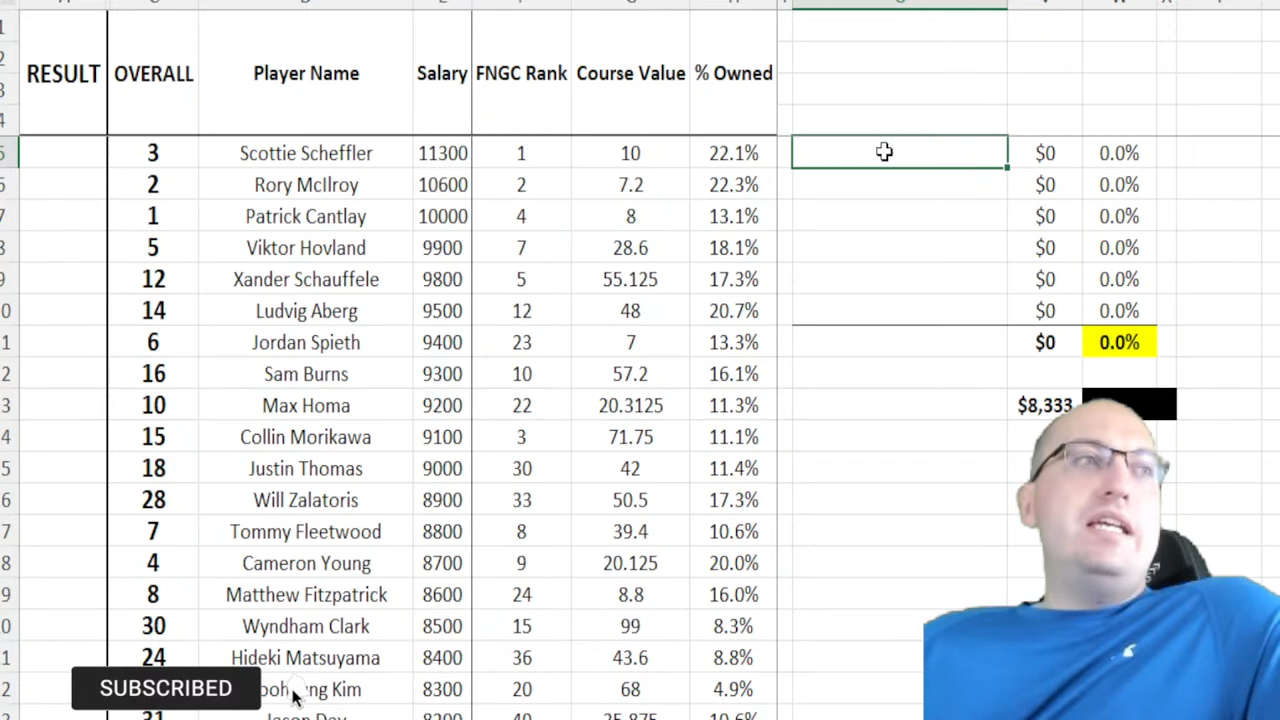 1
2
3
4
RESULT OVERALL Player Name Salary FNGC Rank Course Value % Owned
3 Scottie Scheffler 11300 1 10 22.1% $0 0.0%
2 Rory McIlroy 10600 2 7.2 22.3% $0 0.0%
1 Patrick Cantlay 10000 4 8 13.1% $0 0.0%
5 Viktor Hovland 9900 7 28.6 18.1% $0 0.0%
12 Xander Schauffele 9800 5 55.125 17.3% $0 0.0%
14 Ludvig Aberg 9500 12 48 20.7% $0 0.0%
6 Jordan Spieth 9400 23 7 13.3% $0 0.0%
16 Sam Burns 9300 10 57.2 16.1%
10 Max Homa 9200 22 20.3125 11.3% $8,333
15 Collin Morikawa 9100 3 71.75 11.1%
18 Justin Thomas 9000 30 42 11.4%
28 Will Zalatoris 8900 33 50.5 17.3%
7 Tommy Fleetwood 8800 8 39.4 10.6%
4 Cameron Young 8700 9 20.125 20.0%
8 Matthew Fitzpatrick 8600 24 8.8 16.0%
30 Wyndham Clark 8500 15 99 8.3%
24 Hideki Matsuyama 8400 36 43.6 8.8%
SUBSCRIBED Kim 8300 20 68 4.9%